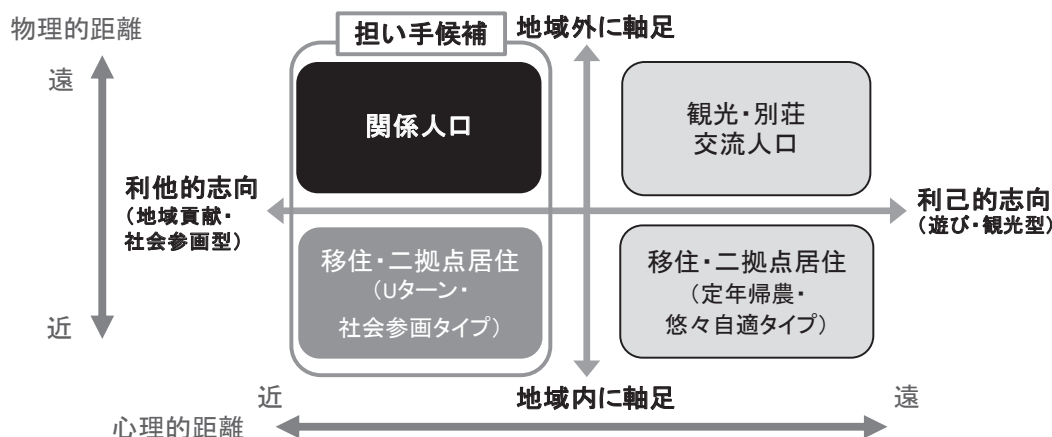 物理的距離
遠
近
担い手候補
地域外に軸足
関係人口
観光・別荘
交流人口
利他的志向
(地域貢献・
社会参画型)
利己的志向
(遊び・観光型)
移住・二拠点居住
(Uターン・
社会参画タイプ)
移住・二拠点居住
(定年帰農・
悠々自適タイプ)
地域内に軸足
近
遠
心理的距離